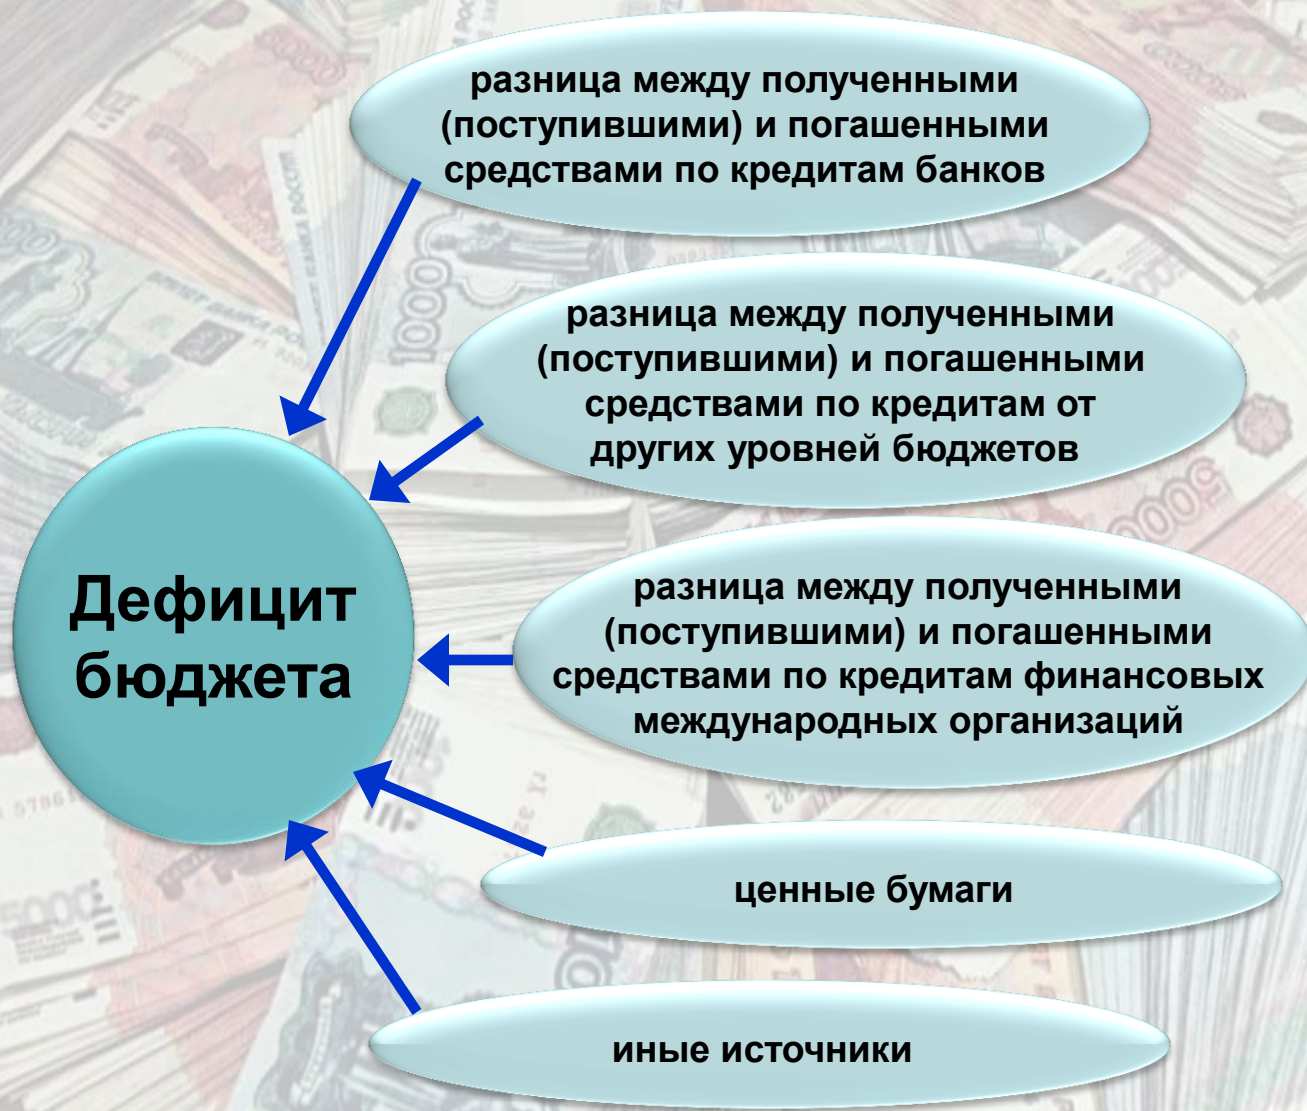 разница между полученными
(поступившими) и погашенными
средствами по кредитам банков
разница между полученными
(поступившими) и погашенными
средствами по кредитам от
других уровней бюджетов
Дефицит
бюджета
разница между полученными
(поступившими) и погашенными
средствами по кредитам финансовых
международных организаций
ценные бумаги
иные источники